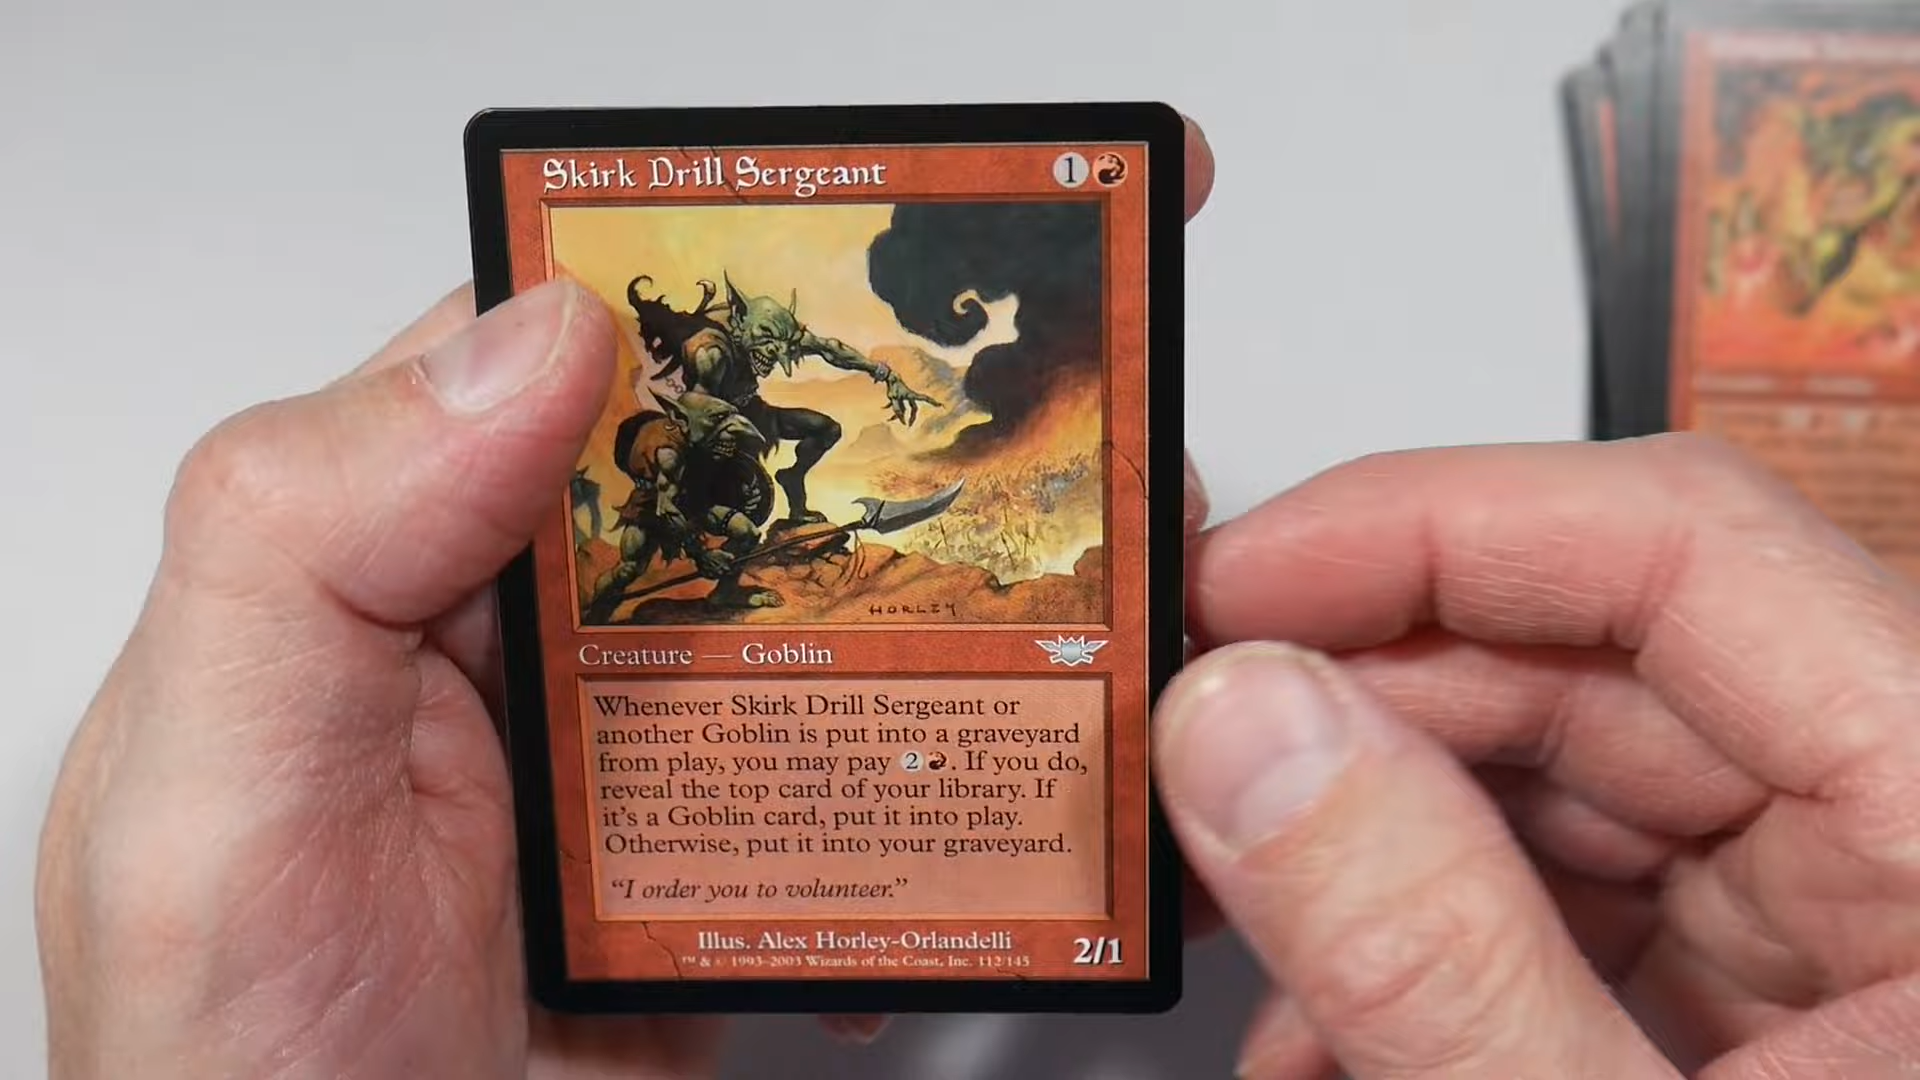 Skirk Drill Sergeant 1
HORLEY
Creature — Goblin
Whenever Skirk Drill Sergeant or
another Goblin is put into a graveyard
from play, you may pay 2. If you do,
reveal the top card of your library. If
it's a Goblin card, put it into play.
Otherwise, put it into your graveyard.
"I order you to volunteer."
Illus. Alex Horley-Orlandelli
™ & © 1993–2003 Wizards of the Coast, Inc. 112/145
2/1